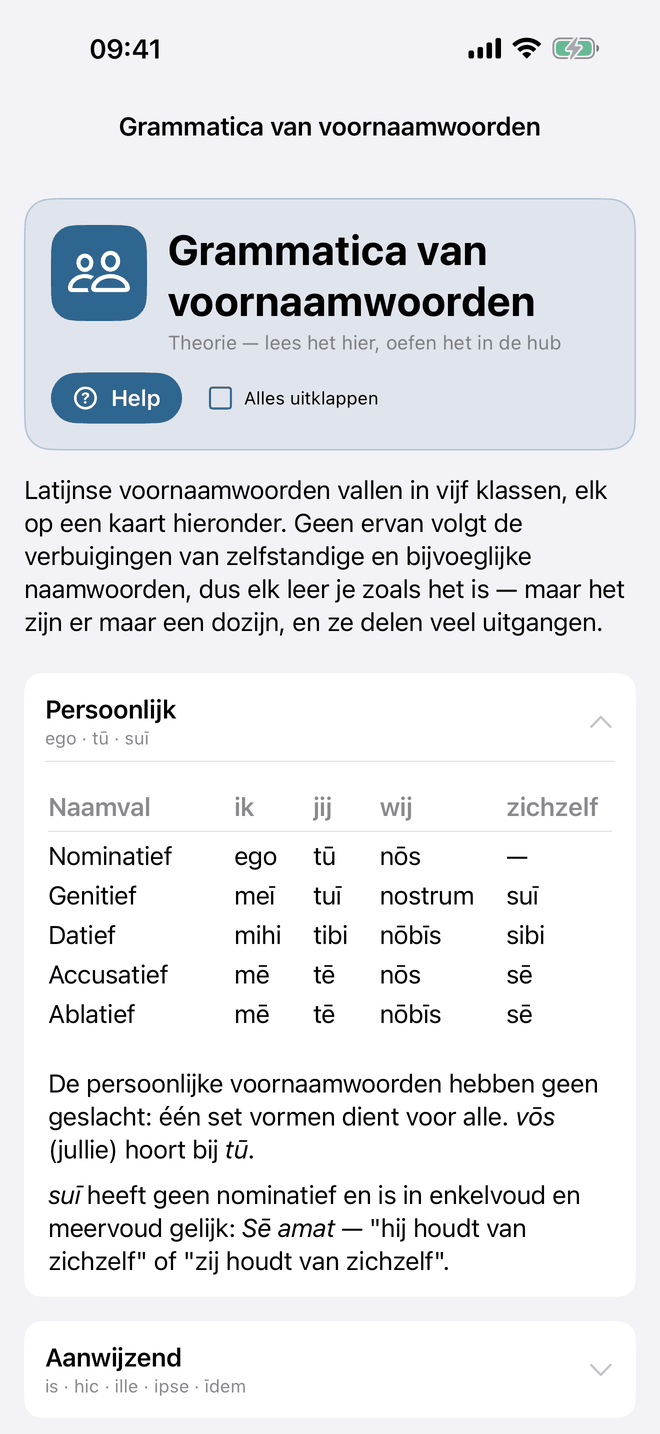 09:41
Grammatica van voornaamwoorden
Grammatica van
voornaamwoorden
Theorie — lees het hier, oefen het in de hub
Help
Alles uitklappen
Latijnse voornaamwoorden vallen in vijf klassen, elk
op een kaart hieronder. Geen ervan volgt de
verbuigingen van zelfstandige en bijvoeglijke
naamwoorden, dus elk leer je zoals het is — maar het
zijn er maar een dozijn, en ze delen veel uitgangen.
Persoonlijk
ego · tū · suī
Naamval ik jij wij zichzelf
Nominatief ego tū nōs —
Genitief meī tuī nostrum suī
Datief mihi tibi nōbīs sibi
Accusatief mē tē nōs sē
Ablatief mē tē nōbīs sē
De persoonlijke voornaamwoorden hebben geen
geslacht: één set vormen dient voor alle. vōs
(jullie) hoort bij tū.
suī heeft geen nominatief en is in enkelvoud en
meervoud gelijk: Sē amat — "hij houdt van
zichzelf" of "zij houdt van zichzelf".
Aanwijzend
is · hic · ille · ipse · īdem